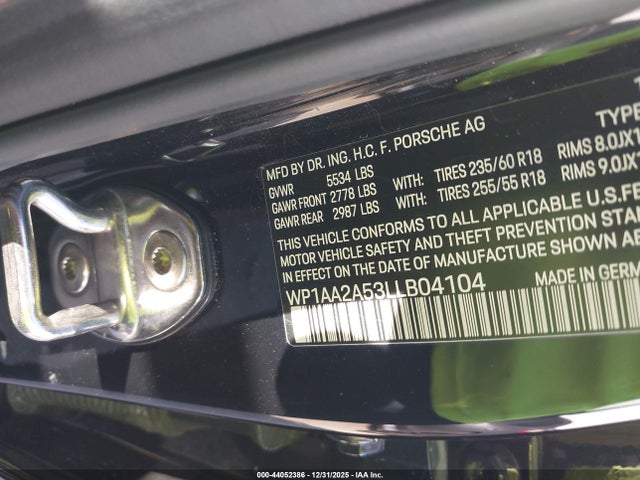 MFD BY DR. ING. H.C. F. PORSCHE AG
TYPE
GVWR 5534 LBS
GAWR FRONT 2778 LBS WITH: TIRES 235/60 R18 RIMS 8.0JX1
GAWR REAR 2987 LBS WITH: TIRES 255/55 R18 RIMS 9.0JX
THIS VEHICLE CONFORMS TO ALL APPLICABLE U.S.FE
MOTOR VEHICLE SAFETY AND THEFT PREVENTION STAN
IN EFFECT ON THE DATE OF MANUFACTURE SHOWN AB
WP1AA2A53LLB04104 MADE IN GERM
000-44052386 - 12/31/2025 - IAA Inc.